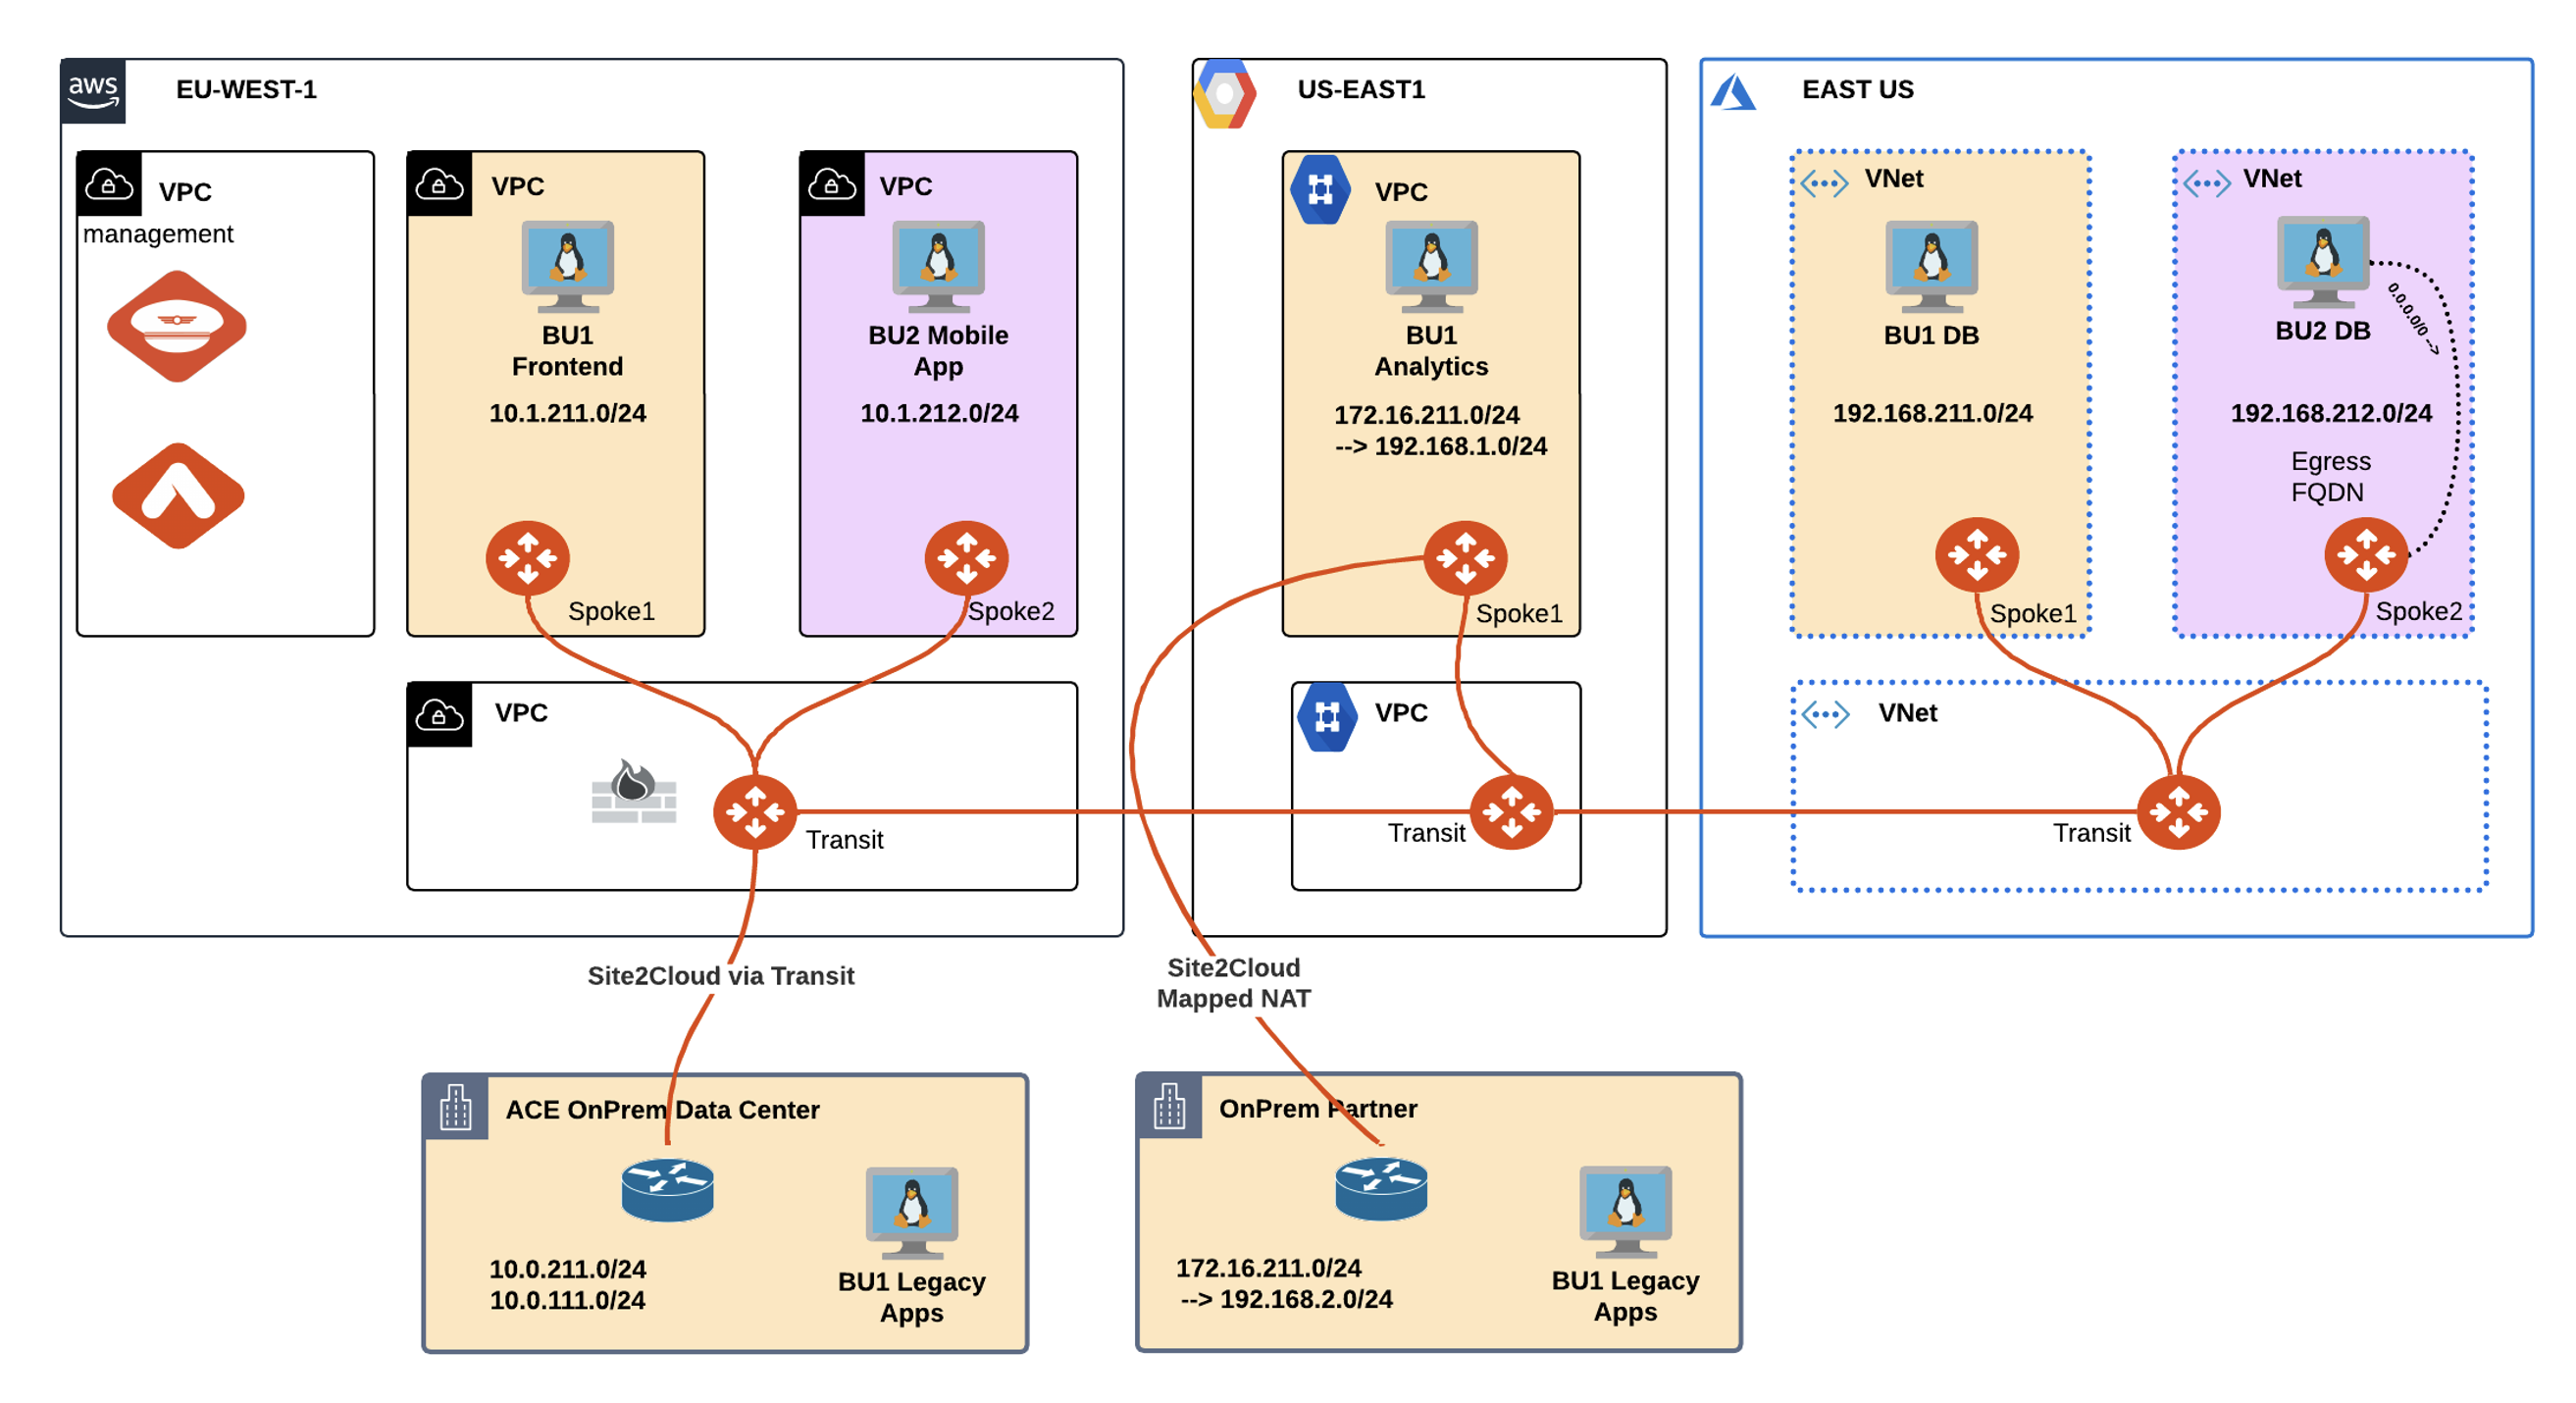 aws
EU-WEST-1
VPC
management
VPC
BU1
Frontend
10.1.211.0/24
Spoke1
VPC
BU2 Mobile
App
10.1.212.0/24
Spoke2
VPC
Transit
US-EAST1
VPC
BU1
Analytics
172.16.211.0/24
--> 192.168.1.0/24
Spoke1
VPC
Transit
EAST US
VNet
BU1 DB
192.168.211.0/24
Spoke1
VNet
BU2 DB
0.0.0.0/0 -->
192.168.212.0/24
Egress
FQDN
Spoke2
VNet
Transit
Site2Cloud via Transit
Site2Cloud
Mapped NAT
ACE OnPrem Data Center
10.0.211.0/24
10.0.111.0/24
BU1 Legacy
Apps
OnPrem Partner
172.16.211.0/24
--> 192.168.2.0/24
BU1 Legacy
Apps